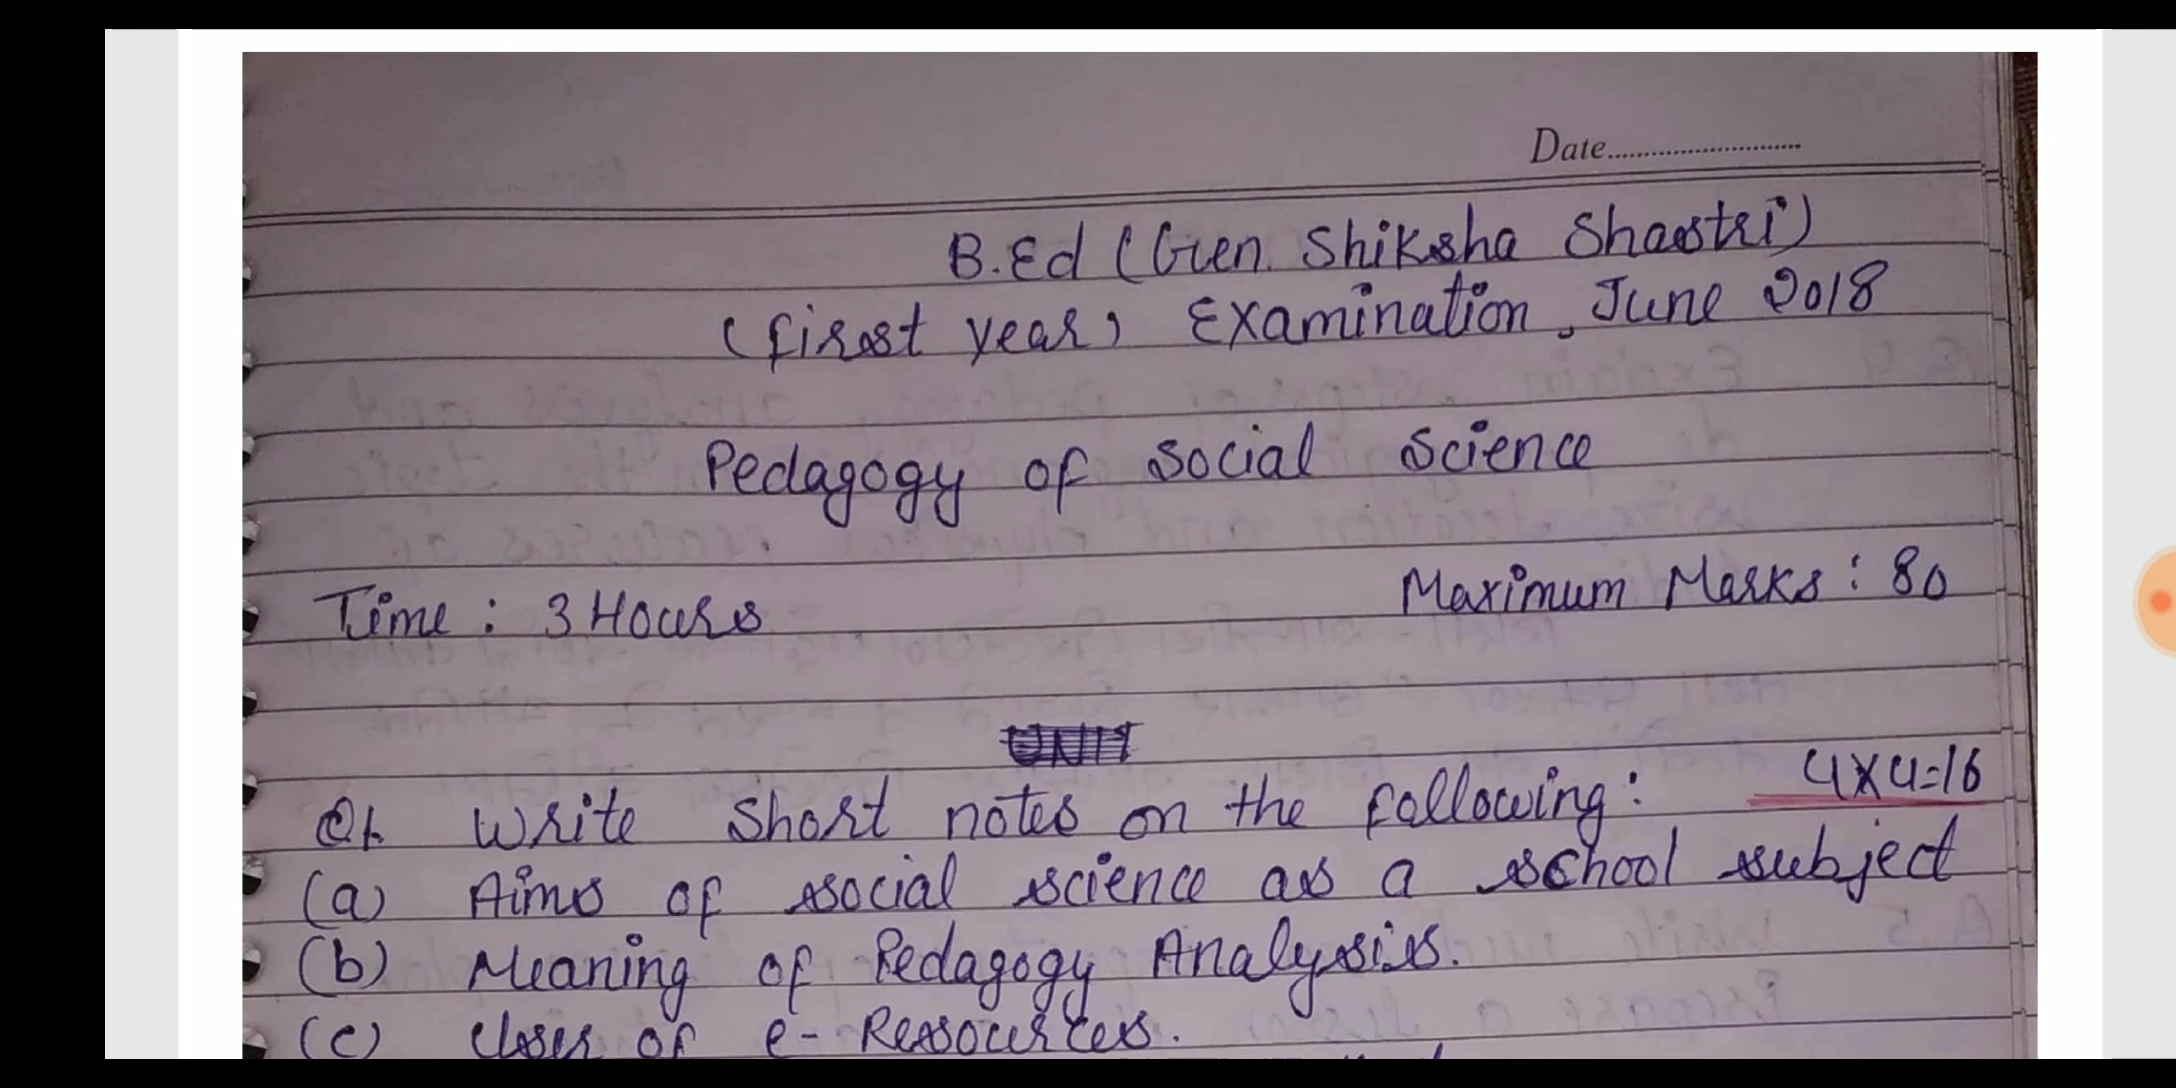 Date..............................
B.Ed (Gen. Shiksha Shastri)
(first year) Examination, June 2018
Pedagogy of social science
Time : 3 Hours
Maximum Marks : 80
UNIT
Q1. Write short notes on the following: 4x4=16
(a) Aims of social science as a school subject
(b) Meaning of Pedagogy Analysis.
(c) Uses of e-Resources.